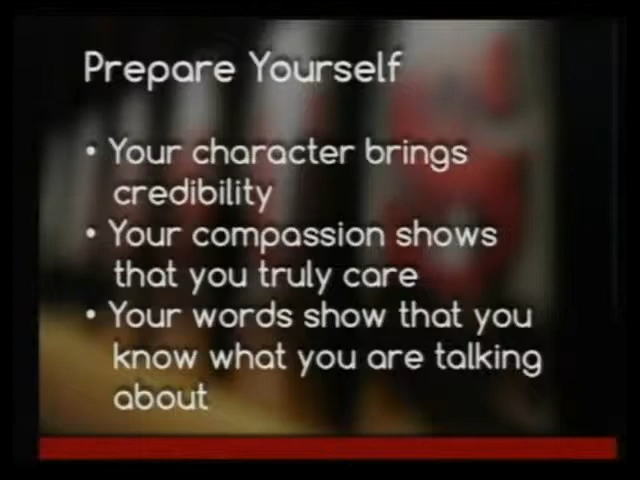 Prepare Yourself
• Your character brings
credibility
• Your compassion shows
that you truly care
• Your words show that you
know what you are talking
about